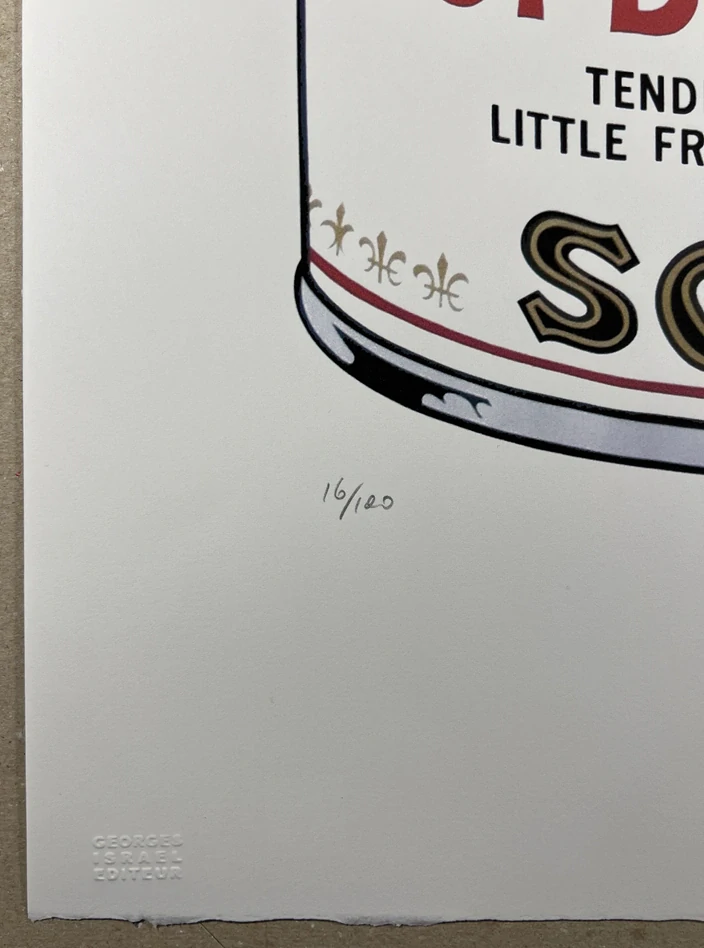 TEND
LITTLE FR
SO
16/120
GEORGES
ISRAEL
EDITEUR